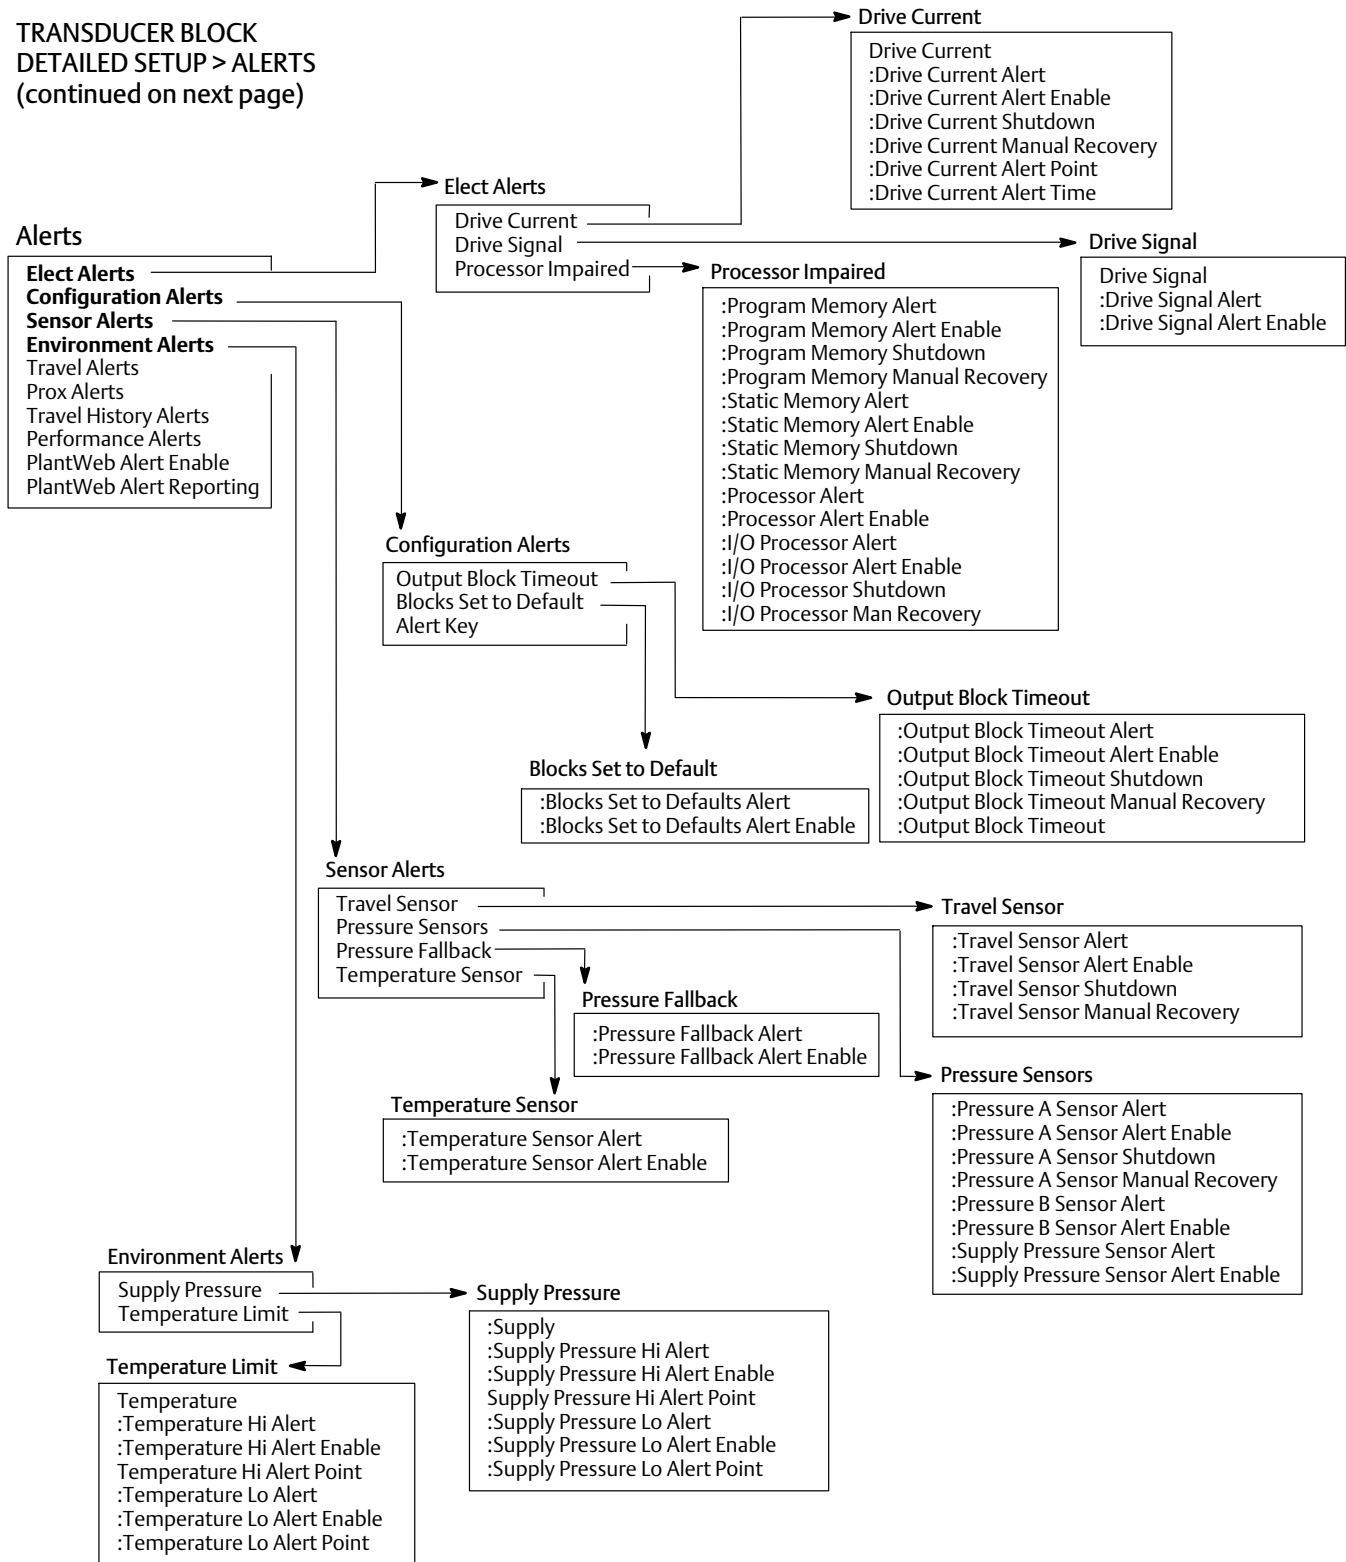 TRANSDUCER BLOCK
DETAILED SETUP > ALERTS
(continued on next page)
Drive Current
Drive Current
:Drive Current Alert
:Drive Current Alert Enable
:Drive Current Shutdown
:Drive Current Manual Recovery
:Drive Current Alert Point
:Drive Current Alert Time
Elect Alerts
Drive Current
Drive Signal
Processor Impaired
Drive Signal
Drive Signal
:Drive Signal Alert
:Drive Signal Alert Enable
Alerts
Elect Alerts
Configuration Alerts
Sensor Alerts
Environment Alerts
Travel Alerts
Prox Alerts
Travel History Alerts
Performance Alerts
PlantWeb Alert Enable
PlantWeb Alert Reporting
Processor Impaired
:Program Memory Alert
:Program Memory Alert Enable
:Program Memory Shutdown
:Program Memory Manual Recovery
:Static Memory Alert
:Static Memory Alert Enable
:Static Memory Shutdown
:Static Memory Manual Recovery
:Processor Alert
:Processor Alert Enable
:I/O Processor Alert
:I/O Processor Alert Enable
:I/O Processor Shutdown
:I/O Processor Man Recovery
Configuration Alerts
Output Block Timeout
Blocks Set to Default
Alert Key
Output Block Timeout
:Output Block Timeout Alert
:Output Block Timeout Alert Enable
:Output Block Timeout Shutdown
:Output Block Timeout Manual Recovery
:Output Block Timeout
Blocks Set to Default
:Blocks Set to Defaults Alert
:Blocks Set to Defaults Alert Enable
Sensor Alerts
Travel Sensor
Pressure Sensors
Pressure Fallback
Temperature Sensor
Travel Sensor
:Travel Sensor Alert
:Travel Sensor Alert Enable
:Travel Sensor Shutdown
:Travel Sensor Manual Recovery
Pressure Fallback
:Pressure Fallback Alert
:Pressure Fallback Alert Enable
Pressure Sensors
:Pressure A Sensor Alert
:Pressure A Sensor Alert Enable
:Pressure A Sensor Shutdown
:Pressure A Sensor Manual Recovery
:Pressure B Sensor Alert
:Pressure B Sensor Alert Enable
:Supply Pressure Sensor Alert
:Supply Pressure Sensor Alert Enable
Temperature Sensor
:Temperature Sensor Alert
:Temperature Sensor Alert Enable
Environment Alerts
Supply Pressure
Temperature Limit
Supply Pressure
:Supply
:Supply Pressure Hi Alert
:Supply Pressure Hi Alert Enable
Supply Pressure Hi Alert Point
:Supply Pressure Lo Alert
:Supply Pressure Lo Alert Enable
:Supply Pressure Lo Alert Point
Temperature Limit
Temperature
:Temperature Hi Alert
:Temperature Hi Alert Enable
Temperature Hi Alert Point
:Temperature Lo Alert
:Temperature Lo Alert Enable
:Temperature Lo Alert Point